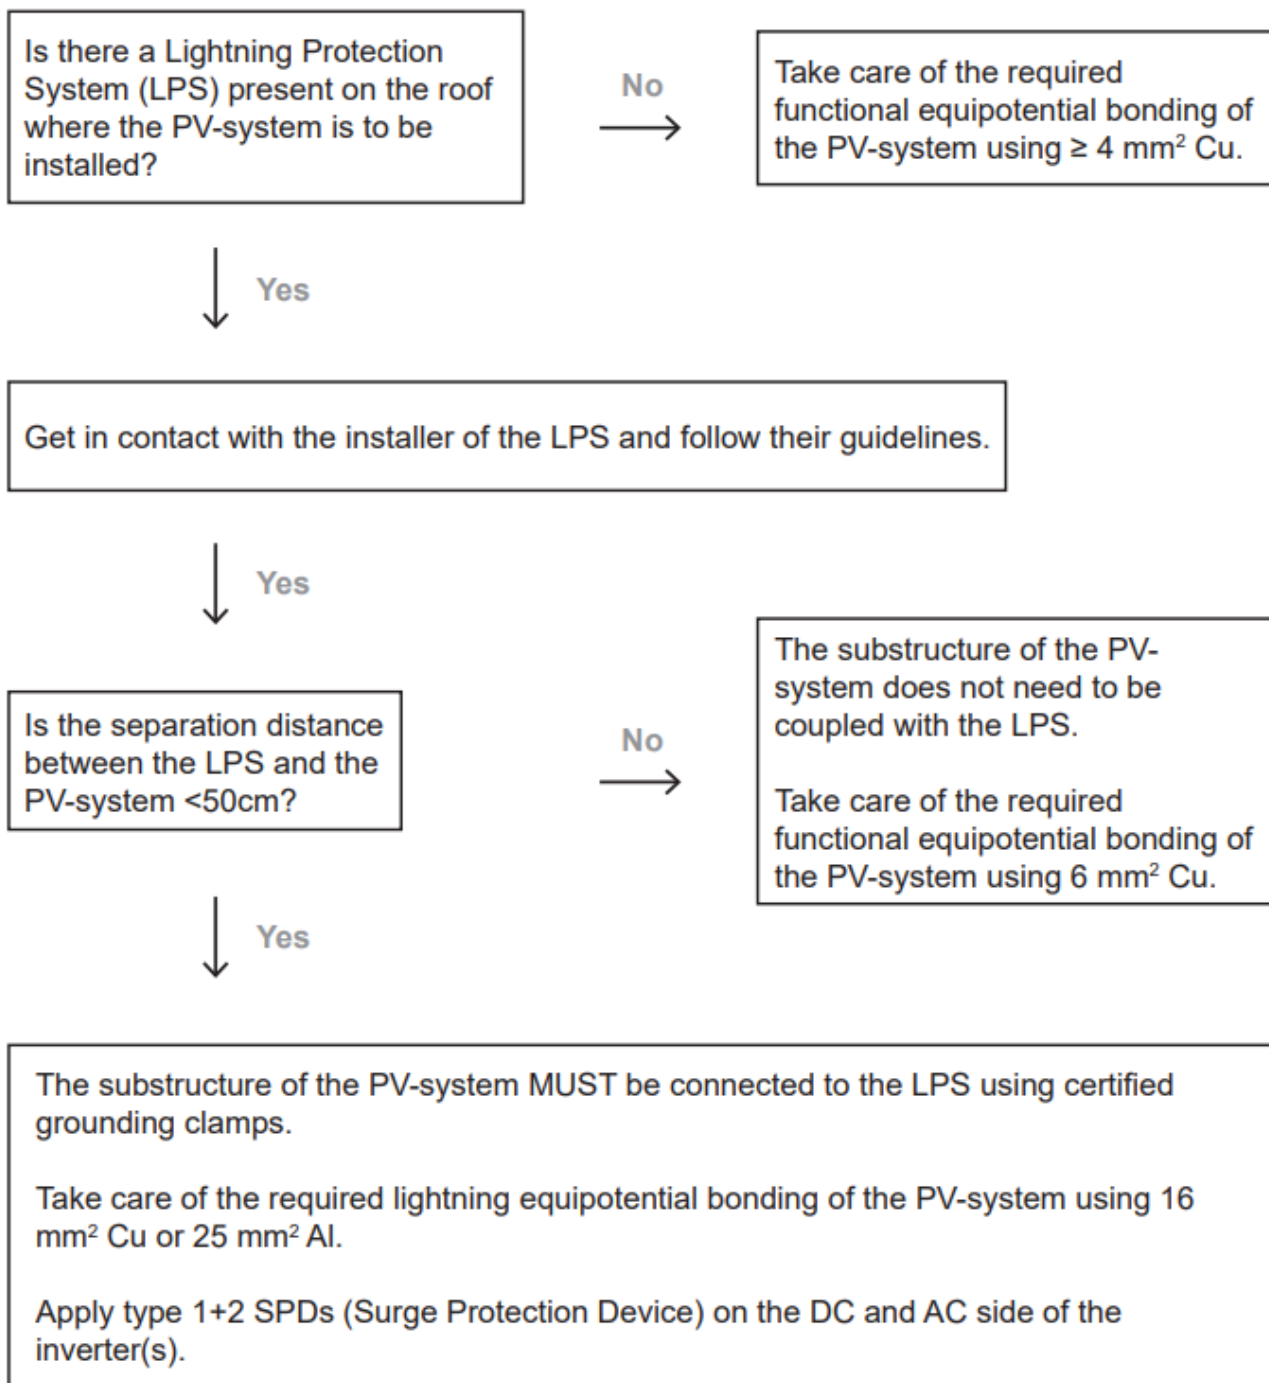 Is there a Lightning Protection
System (LPS) present on the roof
where the PV-system is to be
installed?
No
Take care of the required
functional equipotential bonding of
the PV-system using ≥ 4 mm² Cu.
Yes
Get in contact with the installer of the LPS and follow their guidelines.
Yes
Is the separation distance
between the LPS and the
PV-system <50cm?
No
The substructure of the PV-
system does not need to be
coupled with the LPS.
Take care of the required
functional equipotential bonding of
the PV-system using 6 mm² Cu.
Yes
The substructure of the PV-system MUST be connected to the LPS using certified
grounding clamps.
Take care of the required lightning equipotential bonding of the PV-system using 16
mm² Cu or 25 mm² Al.
Apply type 1+2 SPDs (Surge Protection Device) on the DC and AC side of the
inverter(s).